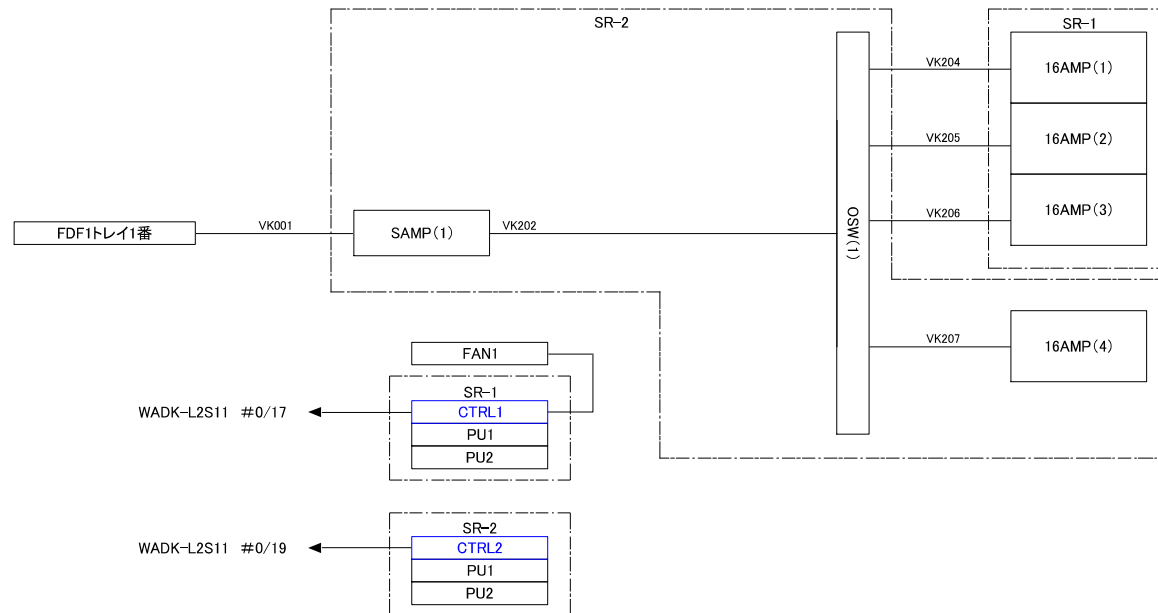 SR-2
SR-1
VK204
16AMP(1)
VK205
16AMP(2)
VK206
16AMP(3)
FDF1トレイ1番
VK001
SAMP(1)
VK202
OSW(1)
VK207
16AMP(4)
FAN1
SR-1
WADK-L2S11 #0/17
CTRL1
PU1
PU2
SR-2
WADK-L2S11 #0/19
CTRL2
PU1
PU2